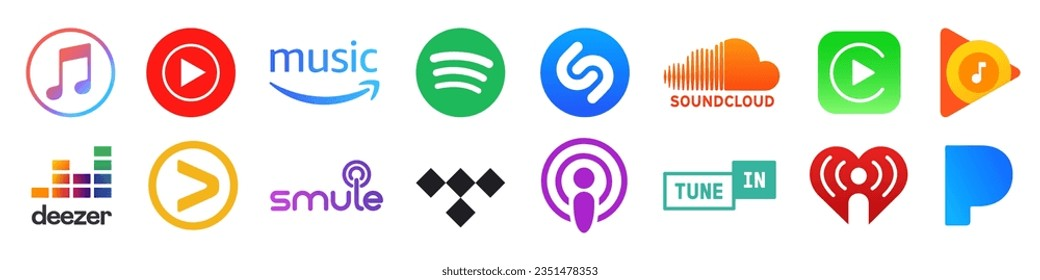 music
SOUNDCLOUD
deezer
smule
TUNE IN
shutterstock.com · 2351478353